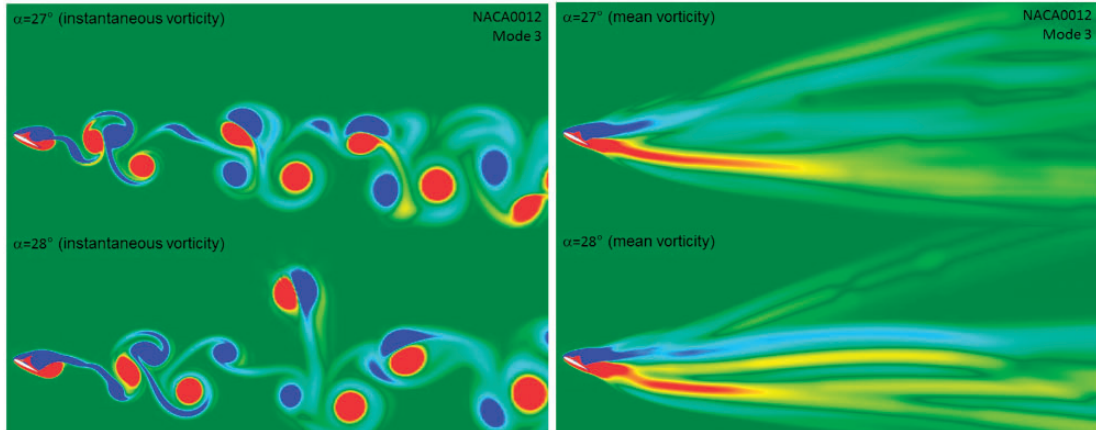 α=27° (instantaneous vorticity)
NACA0012
Mode 3
α=28° (instantaneous vorticity)
α=27° (mean vorticity)
NACA0012
Mode 3
α=28° (mean vorticity)